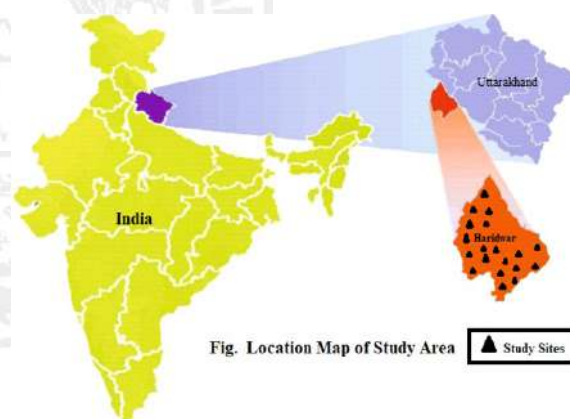 Uttarakhand
Haridwar
India
Fig. Location Map of Study Area
Study Sites